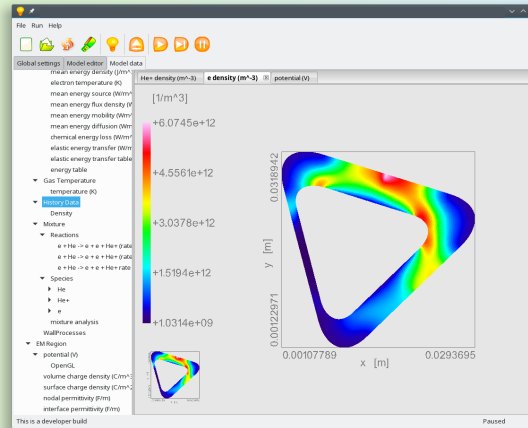 File Run Help
Global settings Model editor Model data
mean energy density (J/m^
electron temperature (K)
mean energy source (W/m^
mean energy flux density (W
mean energy mobility (Wm^
mean energy diffusion (Wm^
chemical energy loss (W/m^
elastic energy transfer (W/m
elastic energy transfer table
energy table
Gas Temperature
temperature (K)
History Data
Density
Mixture
Reactions
e + He -> e + e + He+ (rate
e + He -> e + e + He+ (rate
e + He -> e + e + He+ rate
Species
He
He+
e
mixture analysis
WallProcesses
EM Region
potential (V)
OpenGL
volume charge density (C/m^3
surface charge density (C/m^2
nodal permittivity (F/m)
interface permittivity (F/m)
He+ density (m^-3) e density (m^-3) potential (V)
[1/m^3]
+6.0745e+12
+4.5561e+12
+3.0378e+12
+1.5194e+12
+1.0314e+09
0.0318942
y [m]
0.00122971
0.00107789 0.0293695
x [m]
This is a developer build Paused